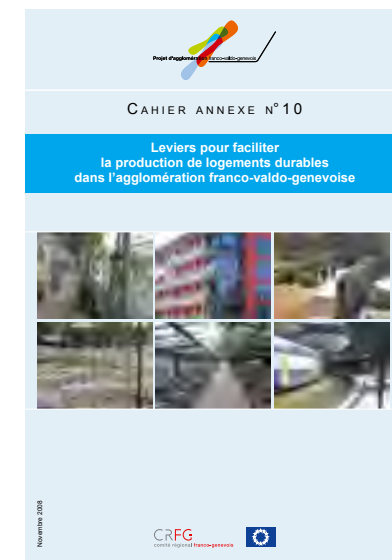 Projet d'agglomération franco-valdo-genevois
CAHIER ANNEXE N°10
Leviers pour faciliter
la production de logements durables
dans l'agglomération franco-valdo-genevoise
Novembre 2008
CRFG
comité régional franco-genevois